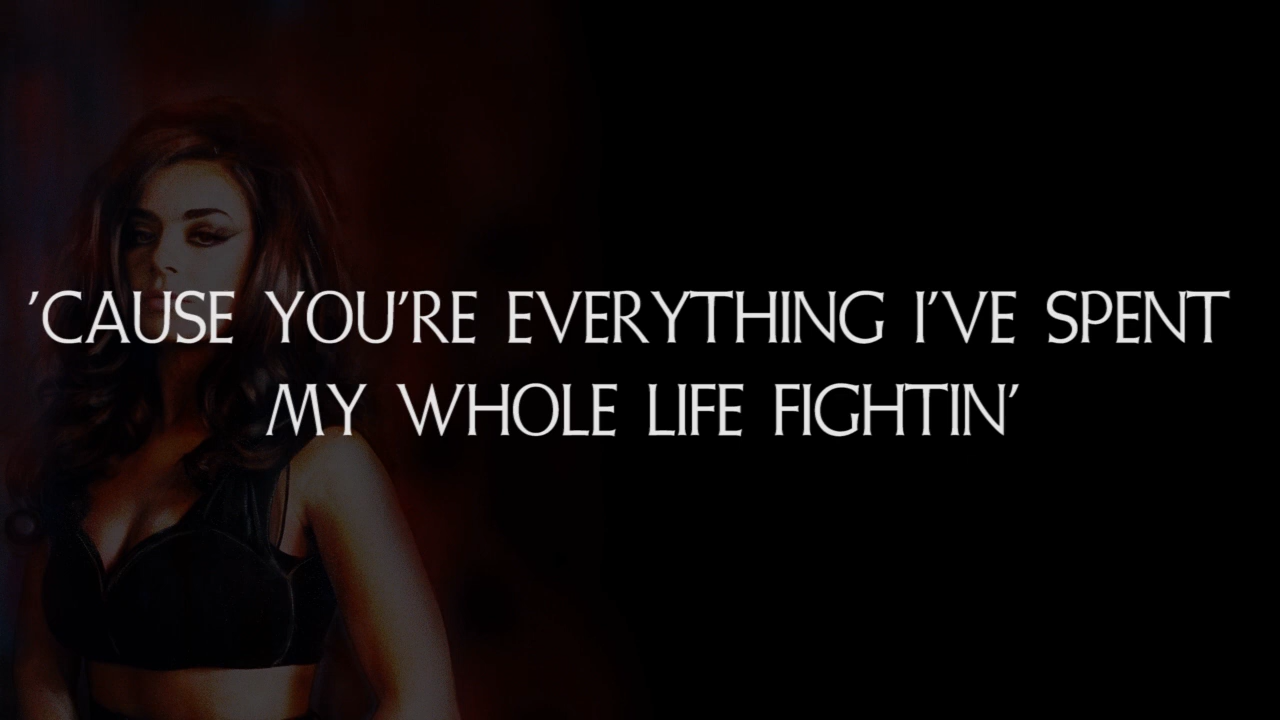 ’CAUSE YOU’RE EVERYTHING I’VE SPENT
MY WHOLE LIFE FIGHTIN’